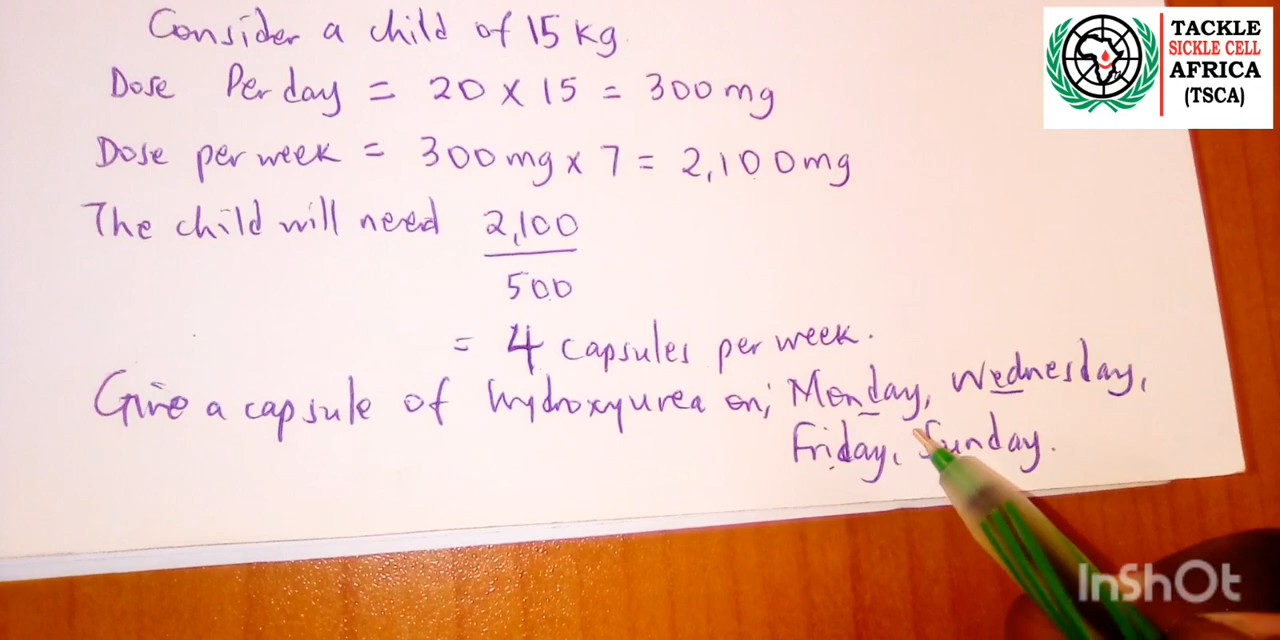 Consider a child of 15 kg
Dose Per day = 20 × 15 = 300 mg
Dose per week = 300 mg × 7 = 2,100 mg
The child will need 2,100
500
= 4 capsules per week.
Give a capsule of hydroxyurea on; Monday, Wednesday,
Friday, Sunday.
TACKLE
SICKLE CELL
AFRICA
(TSCA)
InShOt